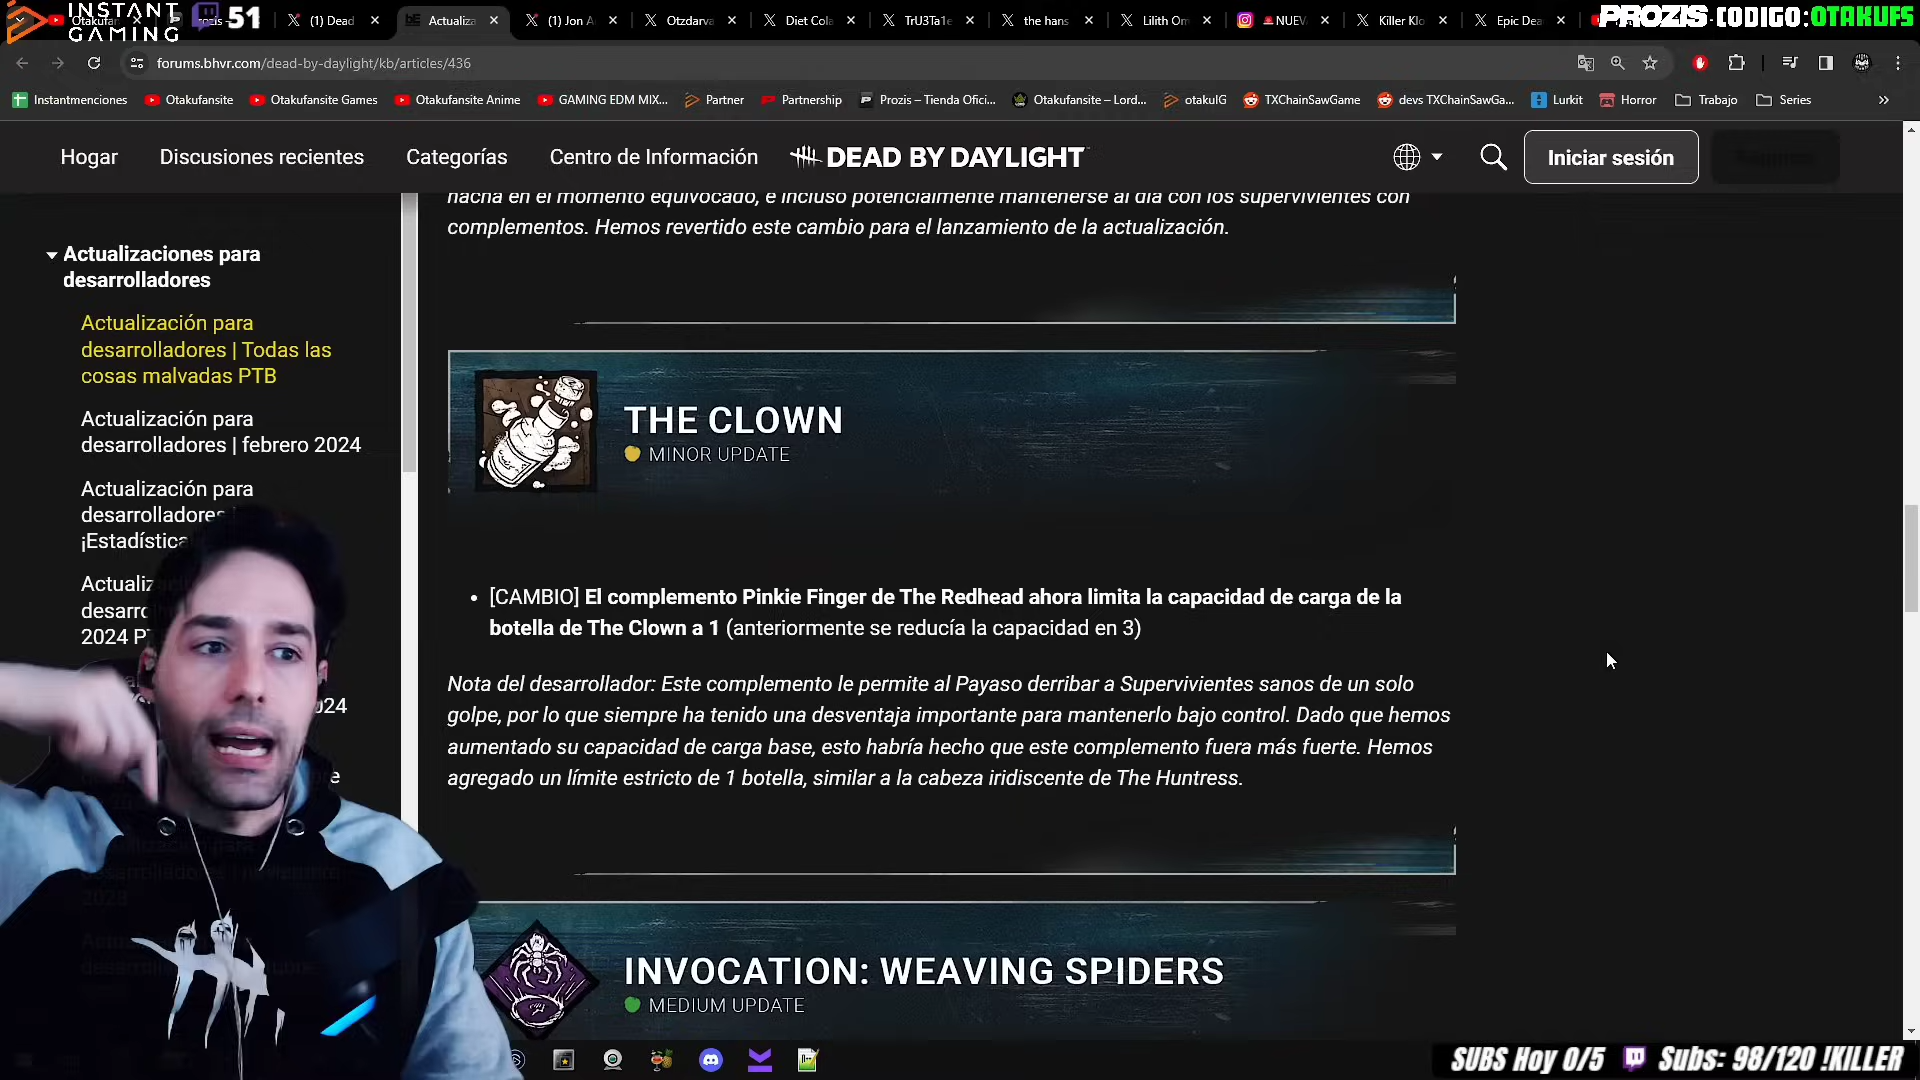 INSTANT
GAMING
51
Otakufan
Prozis
(1) Dead
Actualiza
(1) Jon A
Otzdarva
Diet Cola
TrU3Ta1e
the hans
Lilith Om
NUEV
Killer Klo
Epic Dea
PROZIS CODIGO:OTAKUFS
forums.bhvr.com/dead-by-daylight/kb/articles/436
Instantmenciones
Otakufansite
Otakufansite Games
Otakufansite Anime
GAMING EDM MIX...
Partner
Partnership
Prozis – Tienda Ofici...
Otakufansite – Lord...
otakuIG
TXChainSawGame
devs TXChainSawGa...
Lurkit
Horror
Trabajo
Series
Hogar
Discusiones recientes
Categorías
Centro de Información
DEAD BY DAYLIGHT
Iniciar sesión
Actualizaciones para
desarrolladores
Actualización para
desarrolladores | Todas las
cosas malvadas PTB
Actualización para
desarrolladores | febrero 2024
Actualización para
desarrolladores
¡Estadística
Actualiz
desarro
2024 P
024
hacha en el momento equivocado, e incluso potencialmente mantenerse al día con los supervivientes con
complementos. Hemos revertido este cambio para el lanzamiento de la actualización.
THE CLOWN
MINOR UPDATE
• [CAMBIO] El complemento Pinkie Finger de The Redhead ahora limita la capacidad de carga de la
botella de The Clown a 1 (anteriormente se reducía la capacidad en 3)
Nota del desarrollador: Este complemento le permite al Payaso derribar a Supervivientes sanos de un solo
golpe, por lo que siempre ha tenido una desventaja importante para mantenerlo bajo control. Dado que hemos
aumentado su capacidad de carga base, esto habría hecho que este complemento fuera más fuerte. Hemos
agregado un límite estricto de 1 botella, similar a la cabeza iridiscente de The Huntress.
INVOCATION: WEAVING SPIDERS
MEDIUM UPDATE
SUBS Hoy 0/5
Subs: 98/120 !KILLER